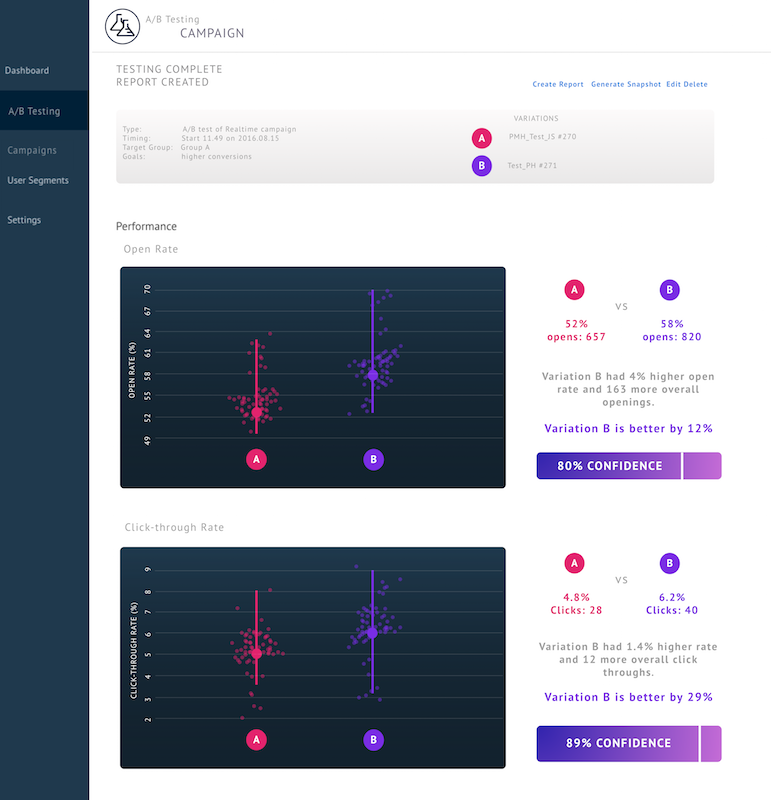 A/B Testing
CAMPAIGN
Dashboard
A/B Testing
Campaigns
User Segments
Settings
TESTING COMPLETE
REPORT CREATED
Create Report Generate Snapshot Edit Delete
Type: A/B test of Realtime campaign
Timing: Start 11.49 on 2016.08.15
Target Group: Group A
Goals: higher conversions
VARIATIONS
A PMH_Test_JS #270
B Test_PH #271
Performance
Open Rate
OPEN RATE (%)
70
67
64
61
58
55
52
49
A
B
A
VS
B
52%
opens: 657
58%
opens: 820
Variation B had 4% higher open
rate and 163 more overall
openings.
Variation B is better by 12%
80% CONFIDENCE
Click-through Rate
CLICK-THROUGH RATE (%)
9
8
7
6
5
4
3
2
A
B
A
VS
B
4.8%
Clicks: 28
6.2%
Clicks: 40
Variation B had 1.4% higher rate
and 12 more overall click
throughs.
Variation B is better by 29%
89% CONFIDENCE